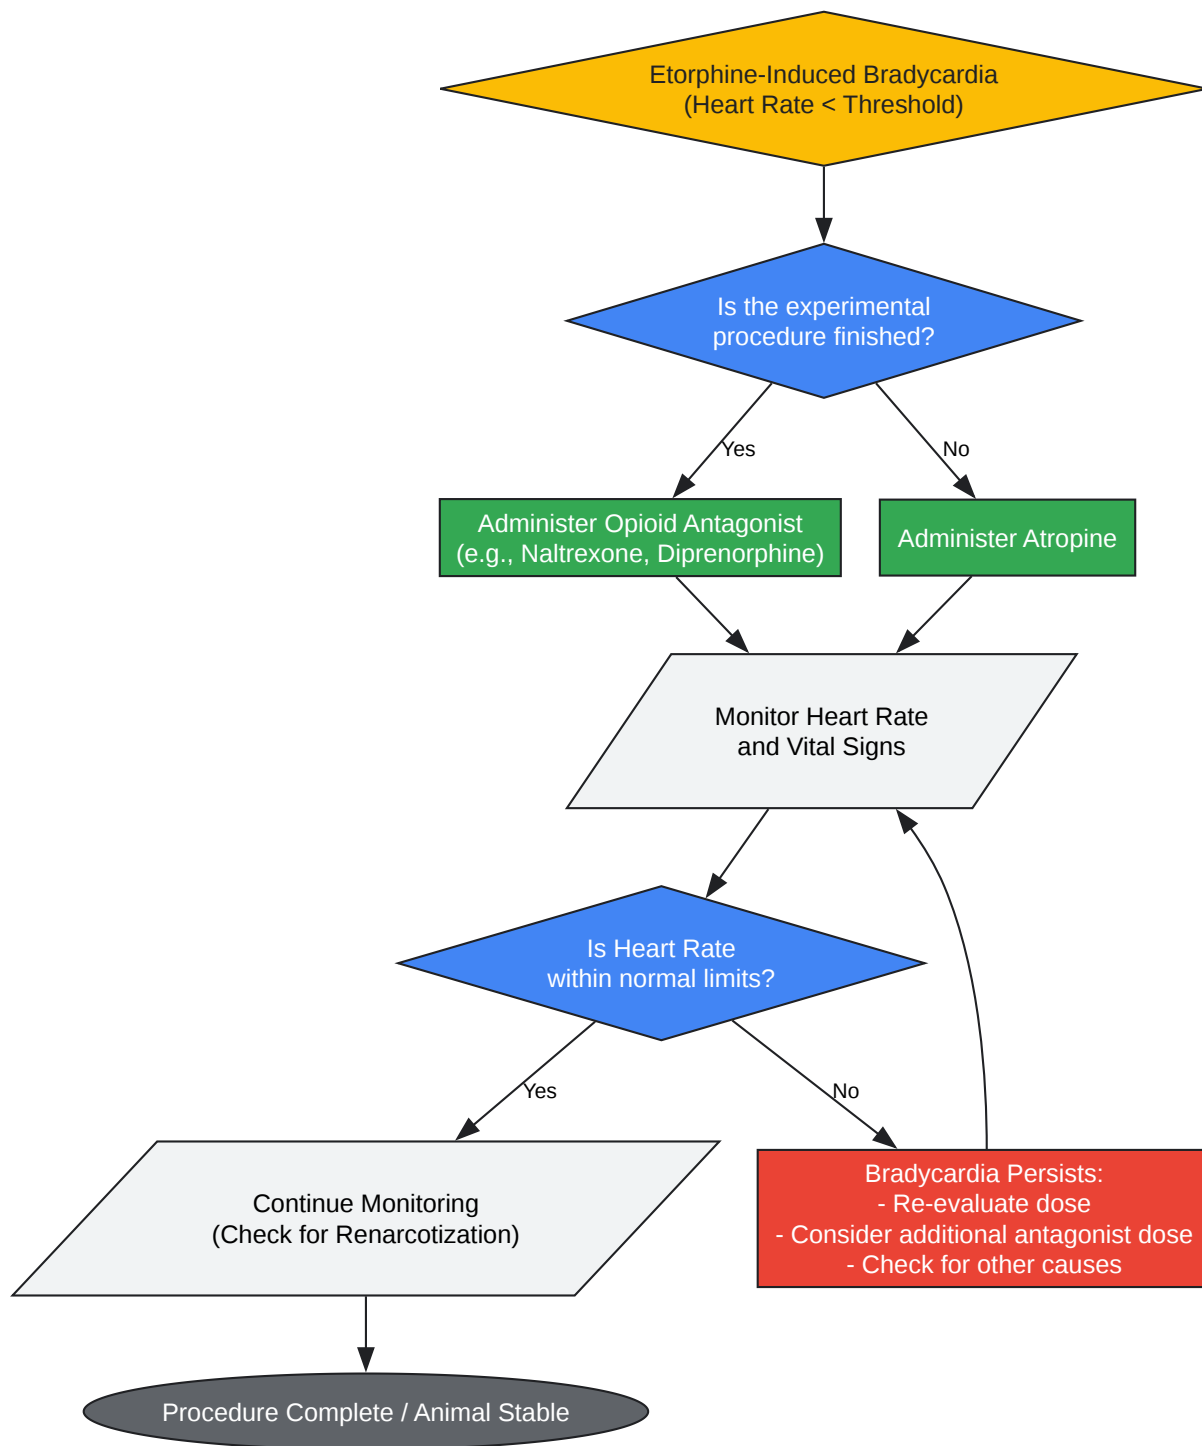 Etorphine-Induced Bradycardia
(Heart Rate < Threshold)
Is the experimental
procedure finished?
Yes
No
Administer Opioid Antagonist
(e.g., Naltrexone, Diprenorphine)
Administer Atropine
Monitor Heart Rate
and Vital Signs
Is Heart Rate
within normal limits?
Yes
No
Continue Monitoring
(Check for Renarcotization)
Bradycardia Persists:
- Re-evaluate dose
- Consider additional antagonist dose
- Check for other causes
Procedure Complete / Animal Stable